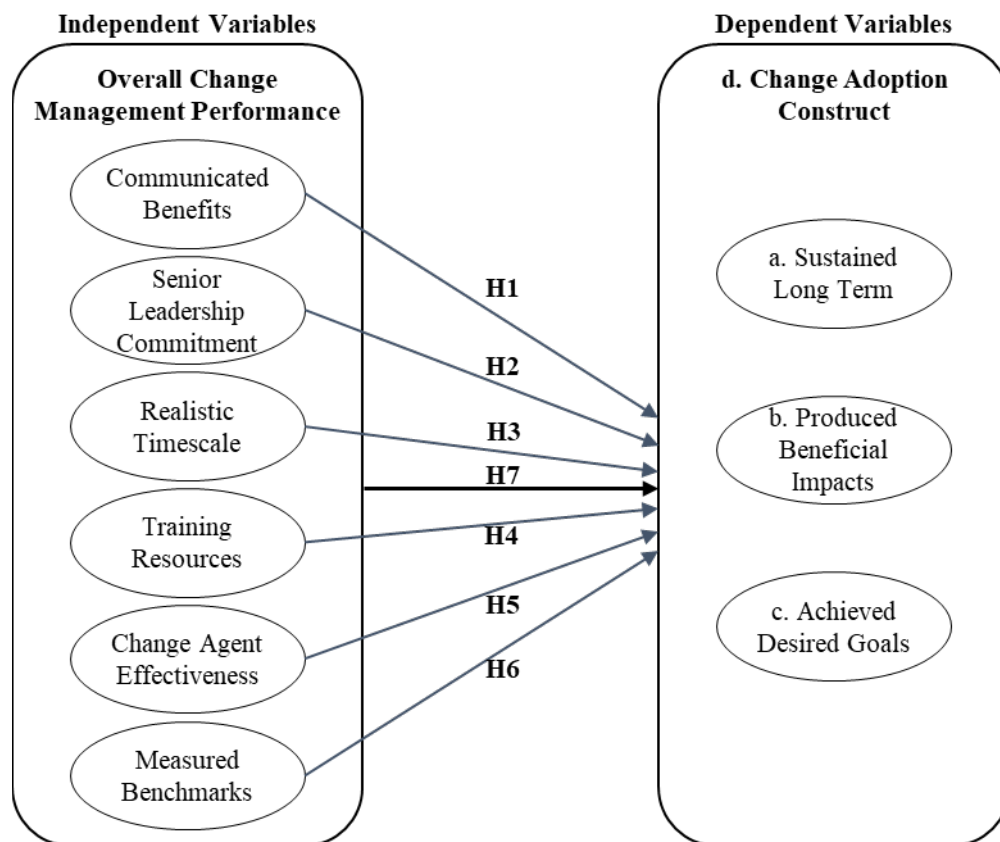 Independent Variables
Overall Change
Management Performance
Communicated
Benefits
Senior
Leadership
Commitment
Realistic
Timescale
Training
Resources
Change Agent
Effectiveness
Measured
Benchmarks
H1
H2
H3
H7
H4
H5
H6
Dependent Variables
d. Change Adoption
Construct
a. Sustained
Long Term
b. Produced
Beneficial
Impacts
c. Achieved
Desired Goals